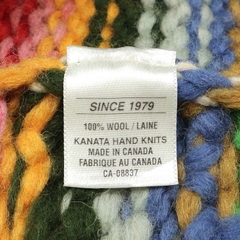 SINCE 1979
100% WOOL / LAINE
KANATA HAND KNITS
MADE IN CANADA
FABRIQUE AU CANADA
CA-08837